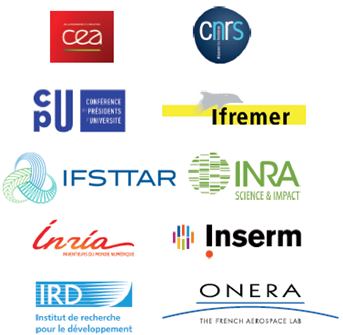 cea
cnrs
cpu
CONFÉRENCE
DES PRÉSIDENTS
D'UNIVERSITÉ
Ifremer
IFSTTAR
INRA
SCIENCE & IMPACT
Inria
INVENTEURS DU MONDE NUMÉRIQUE
Inserm
IRD
Institut de recherche
pour le développement
ONERA
THE FRENCH AEROSPACE LAB